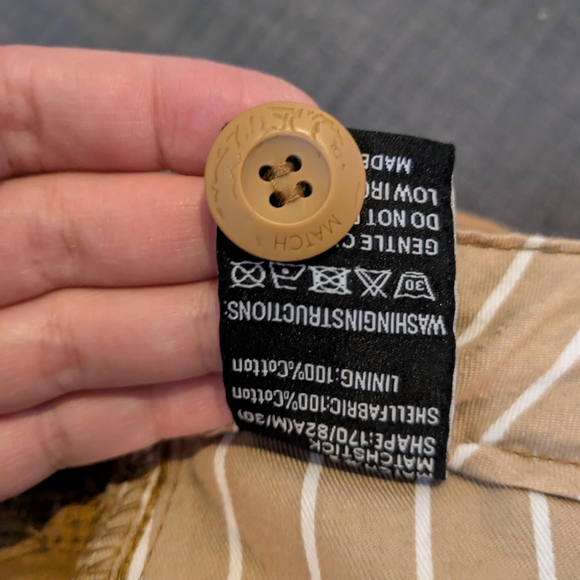 MATCHSTICK
SHAPE:170/82A(M/30)
SHELLFABRIC:100%Cotton
LINING:100%Cotton
WASHINGINSTRUCTIONS:
30
GENTLE
DO NOT
LOW
MADE
MATCH